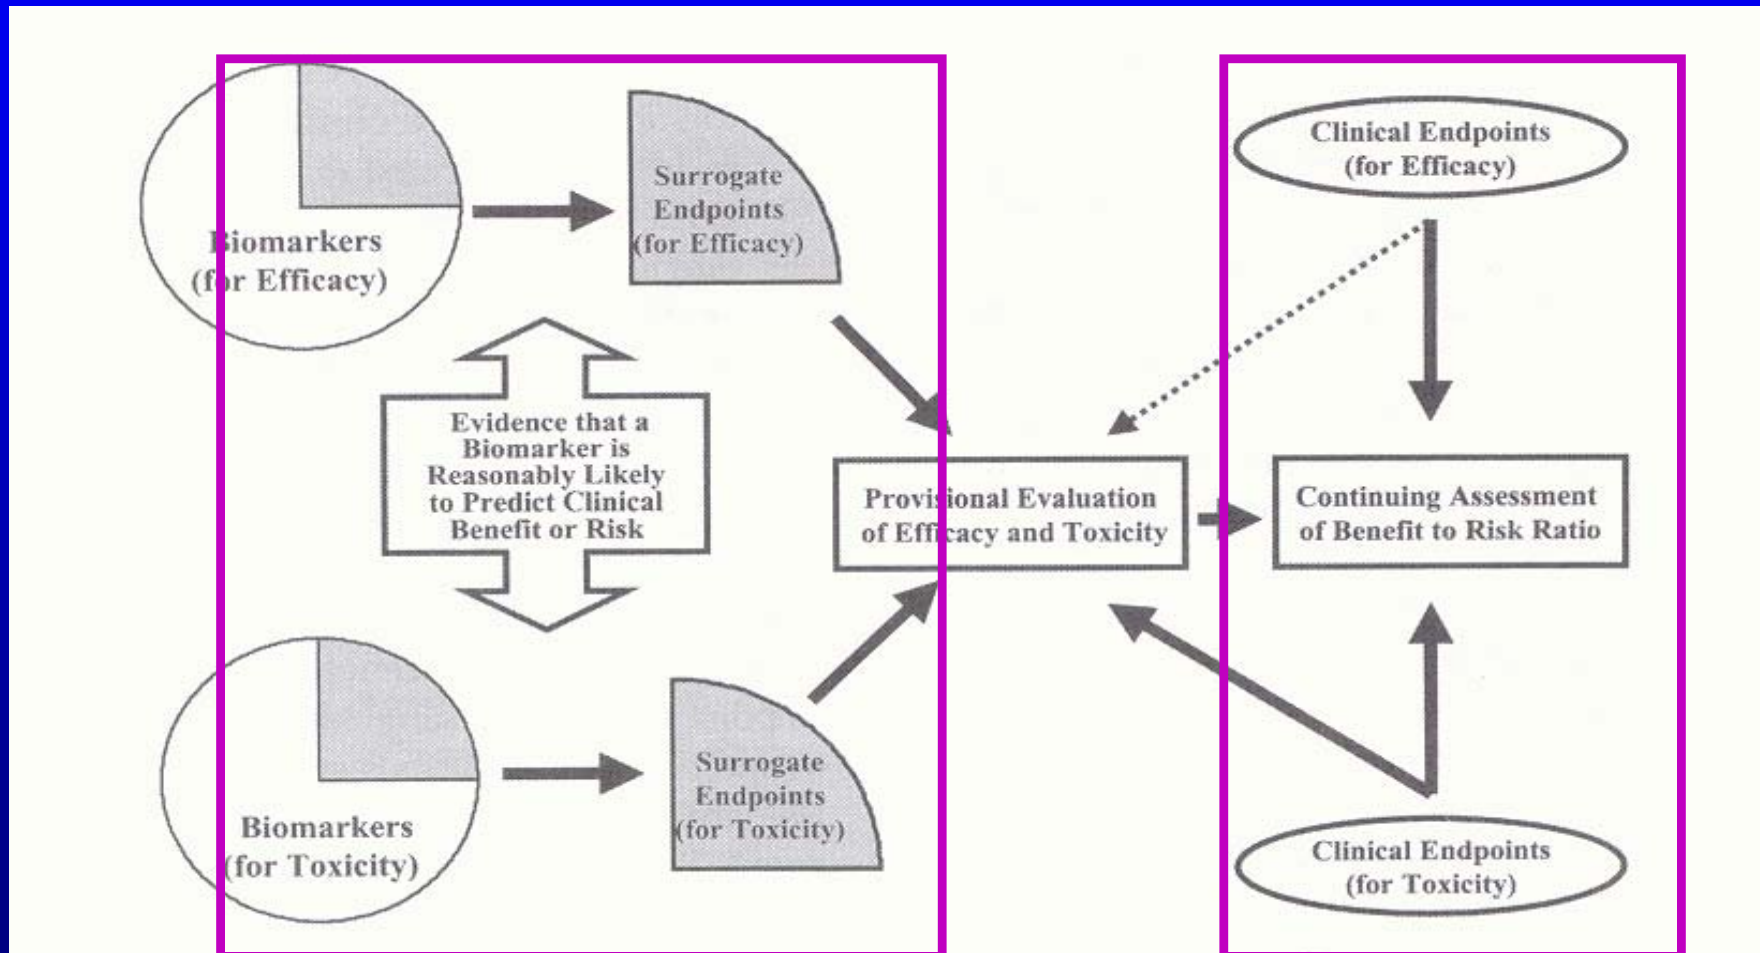 Biomarkers
(for Efficacy)
Surrogate
Endpoints
(for Efficacy)
Clinical Endpoints
(for Efficacy)
Evidence that a
Biomarker is
Reasonably Likely
to Predict Clinical
Benefit or Risk
Provisional Evaluation
of Efficacy and Toxicity
Continuing Assessment
of Benefit to Risk Ratio
Biomarkers
(for Toxicity)
Surrogate
Endpoints
(for Toxicity)
Clinical Endpoints
(for Toxicity)